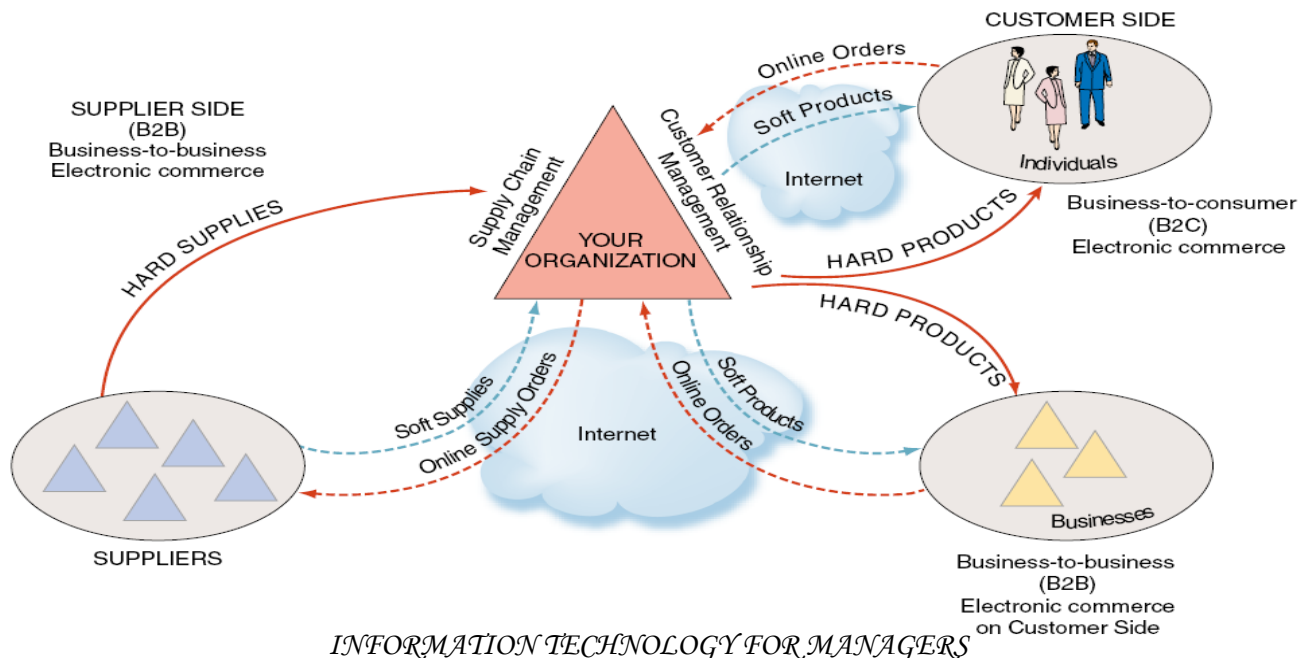 CUSTOMER SIDE
Online Orders
Soft Products
Internet
Individuals
SUPPLIER SIDE
(B2B)
Business-to-business
Electronic commerce
HARD SUPPLIES
Supply Chain
Management
YOUR
ORGANIZATION
Customer Relationship
Management
HARD PRODUCTS
Business-to-consumer
(B2C)
Electronic commerce
HARD PRODUCTS
Soft Supplies
Online Supply Orders
Internet
Online Orders
Soft Products
Businesses
SUPPLIERS
Business-to-business
(B2B)
Electronic commerce
on Customer Side
INFORMATION TECHNOLOGY FOR MANAGERS